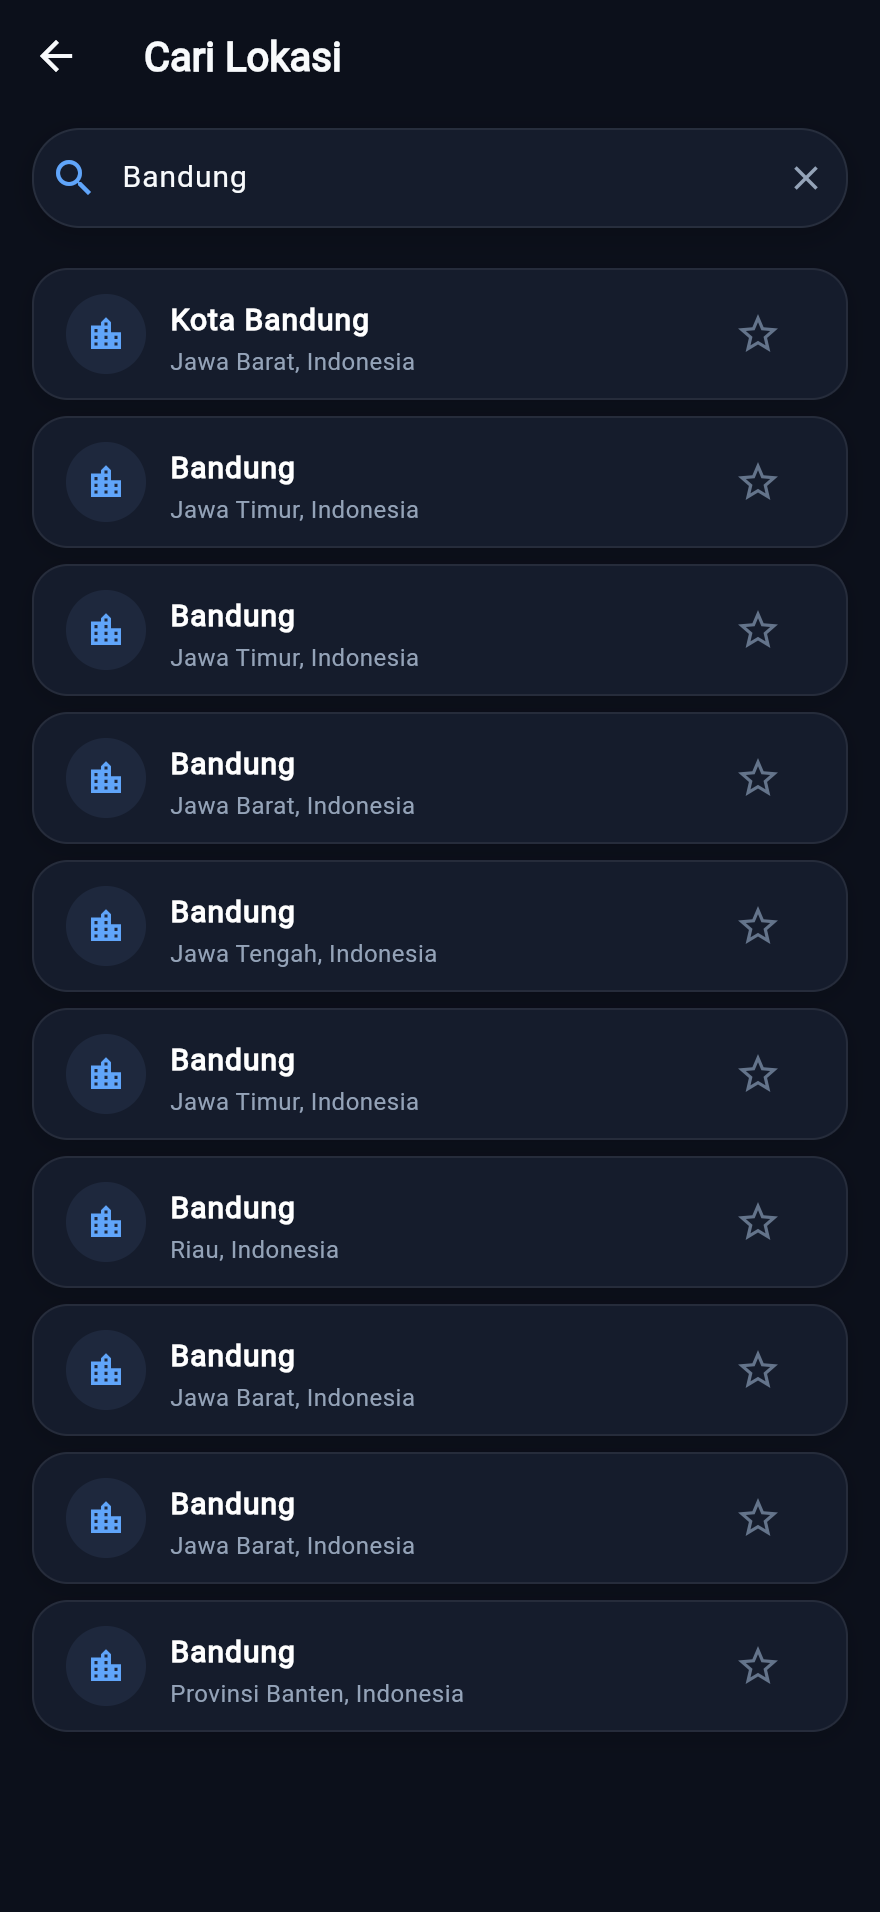 Cari Lokasi
Bandung
Kota Bandung
Jawa Barat, Indonesia
Bandung
Jawa Timur, Indonesia
Bandung
Jawa Timur, Indonesia
Bandung
Jawa Barat, Indonesia
Bandung
Jawa Tengah, Indonesia
Bandung
Jawa Timur, Indonesia
Bandung
Riau, Indonesia
Bandung
Jawa Barat, Indonesia
Bandung
Jawa Barat, Indonesia
Bandung
Provinsi Banten, Indonesia